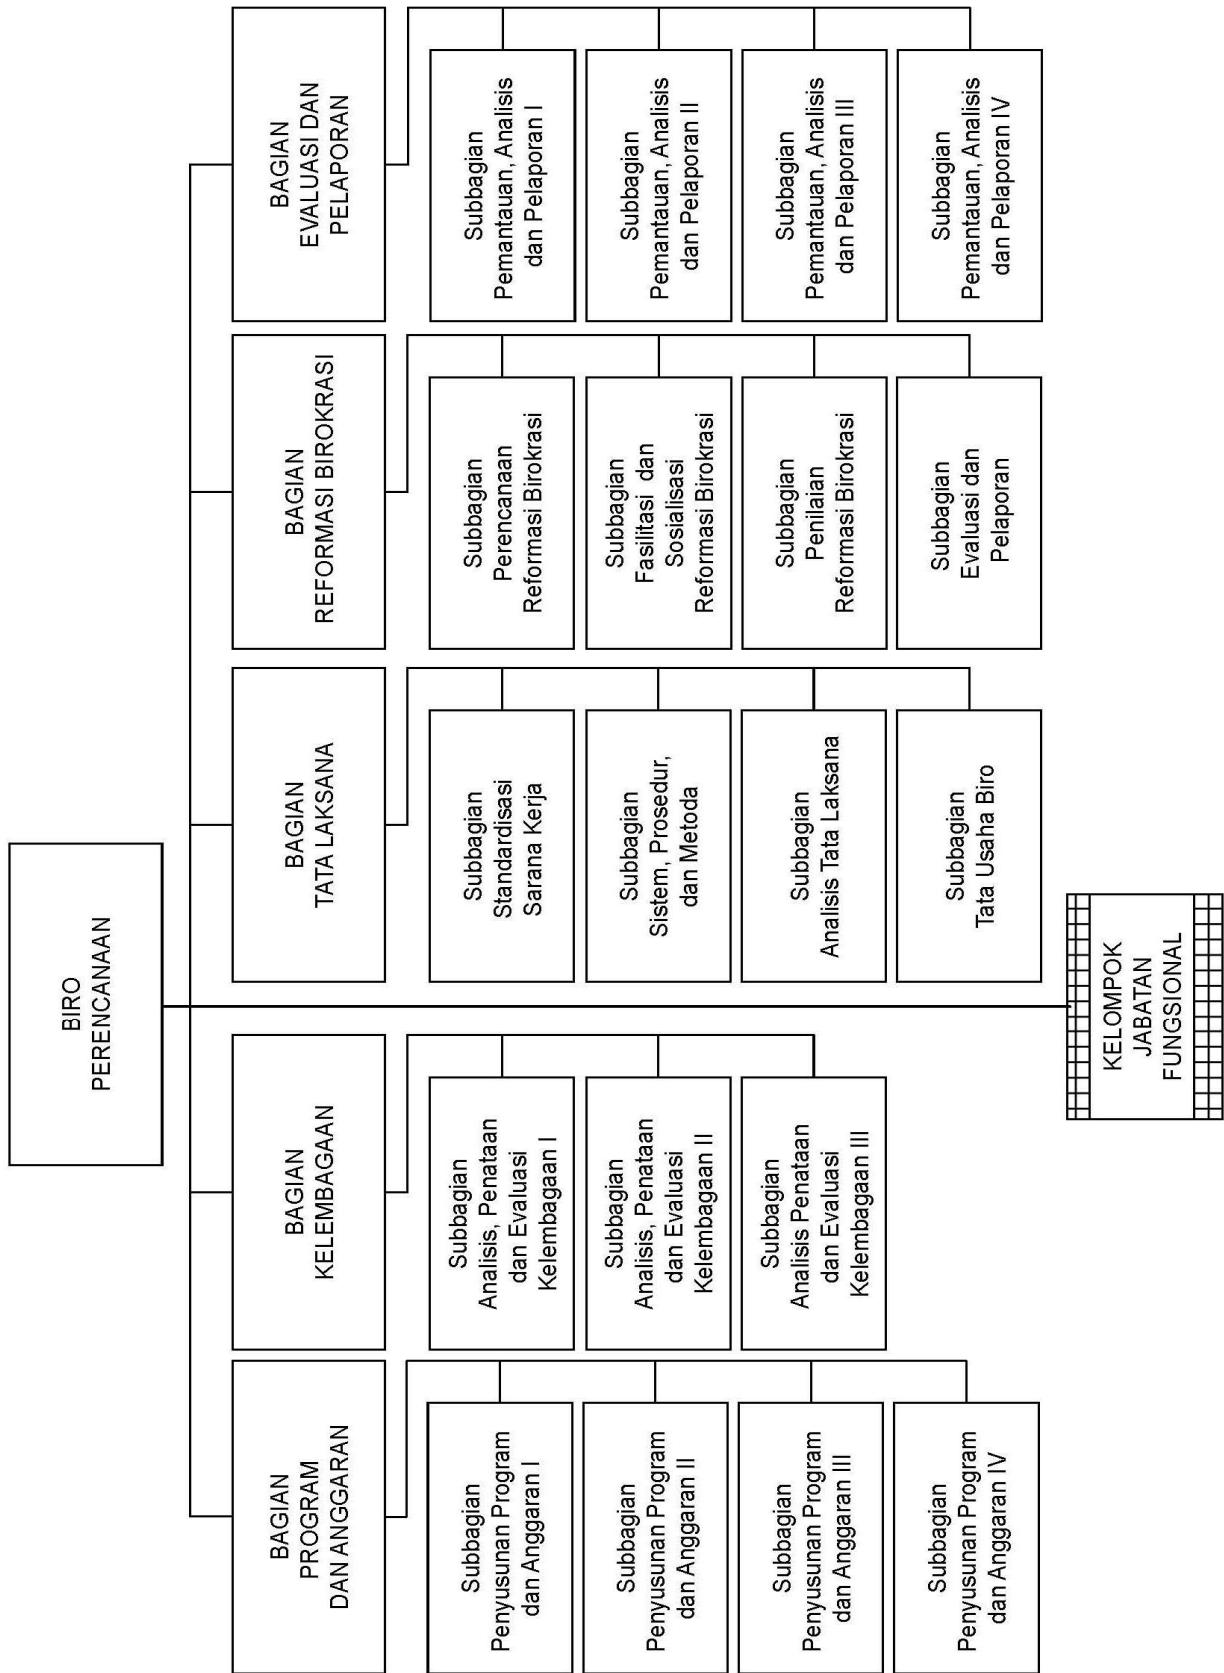 BIRO
PERENCANAAN
BAGIAN
PROGRAM
DAN ANGGARAN
BAGIAN
KELEMBAGAAN
BAGIAN
TATA LAKSANA
BAGIAN
REFORMASI BIROKRASI
BAGIAN
EVALUASI DAN
PELAPORAN
Subbagian
Penyusunan Program
dan Anggaran I
Subbagian
Analisis, Penataan
dan Evaluasi
Kelembagaan I
Subbagian
Standardisasi
Sarana Kerja
Subbagian
Perencanaan
Reformasi Birokrasi
Subbagian
Pemantauan, Analisis
dan Pelaporan I
Subbagian
Penyusunan Program
dan Anggaran II
Subbagian
Analisis, Penataan
dan Evaluasi
Kelembagaan II
Subbagian
Sistem, Prosedur,
dan Metoda
Subbagian
Fasilitasi dan
Sosialisasi
Reformasi Birokrasi
Subbagian
Pemantauan, Analisis
dan Pelaporan II
Subbagian
Penyusunan Program
dan Anggaran III
Subbagian
Analisis Penataan
dan Evaluasi
Kelembagaan III
Subbagian
Analisis Tata Laksana
Subbagian
Penilaian
Reformasi Birokrasi
Subbagian
Pemantauan, Analisis
dan Pelaporan III
Subbagian
Penyusunan Program
dan Anggaran IV
Subbagian
Tata Usaha Biro
Subbagian
Evaluasi dan
Pelaporan
Subbagian
Pemantauan, Analisis
dan Pelaporan IV
KELOMPOK
JABATAN
FUNGSIONAL